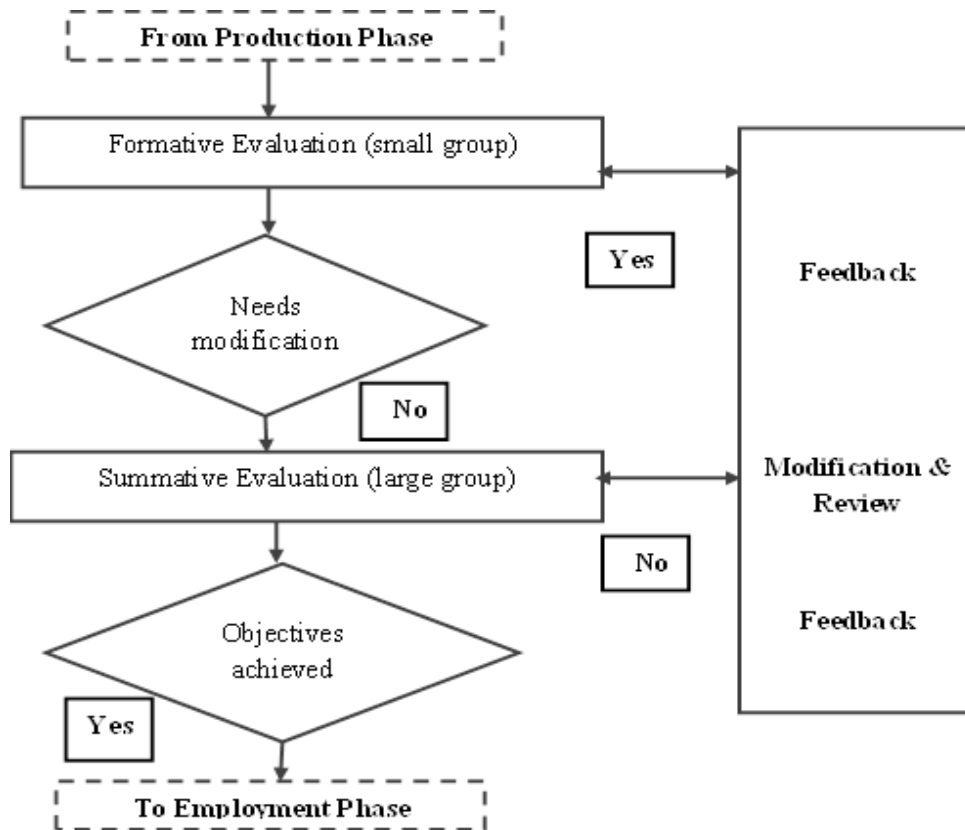 From Production Phase
Formative Evaluation (small group)
Yes
Feedback
Needs
modification
No
Summative Evaluation (large group)
Modification &
Review
No
Feedback
Objectives
achieved
Yes
To Employment Phase